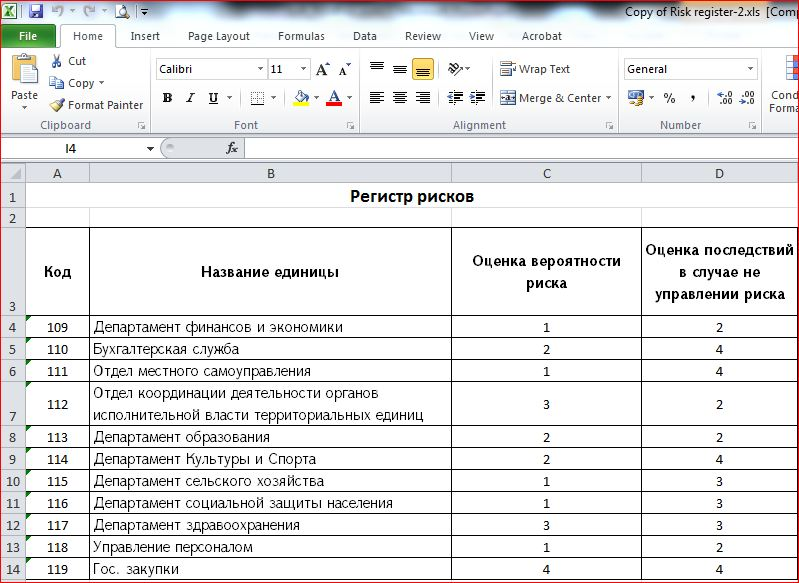 Copy of Risk register-2.xls [Comp
File Home Insert Page Layout Formulas Data Review View Acrobat
Paste
Cut
Copy
Format Painter
Clipboard
Calibri 11 A A
B I U A
Font
Wrap Text
Merge & Center
Alignment
General
% , .00 .0
Number
Cond
Forma
I4 fx
A B C D
1 Регистр рисков
2
3 Код Название единицы Оценка вероятности
риска
Оценка последствий
в случае не
управлении риска
4 109 Департамент финансов и экономики 1 2
5 110 Бухгалтерская служба 2 4
6 111 Отдел местного самоуправления 1 4
7 112 Отдел координации деятельности органов
исполнительной власти территориальных единиц 3 2
8 113 Департамент образования 2 2
9 114 Департамент Культуры и Спорта 2 4
10 115 Департамент сельского хозяйства 1 3
11 116 Департамент социальной защиты населения 1 3
12 117 Департамент здравоохранения 3 3
13 118 Управление персоналом 1 2
14 119 Гос. закупки 4 4